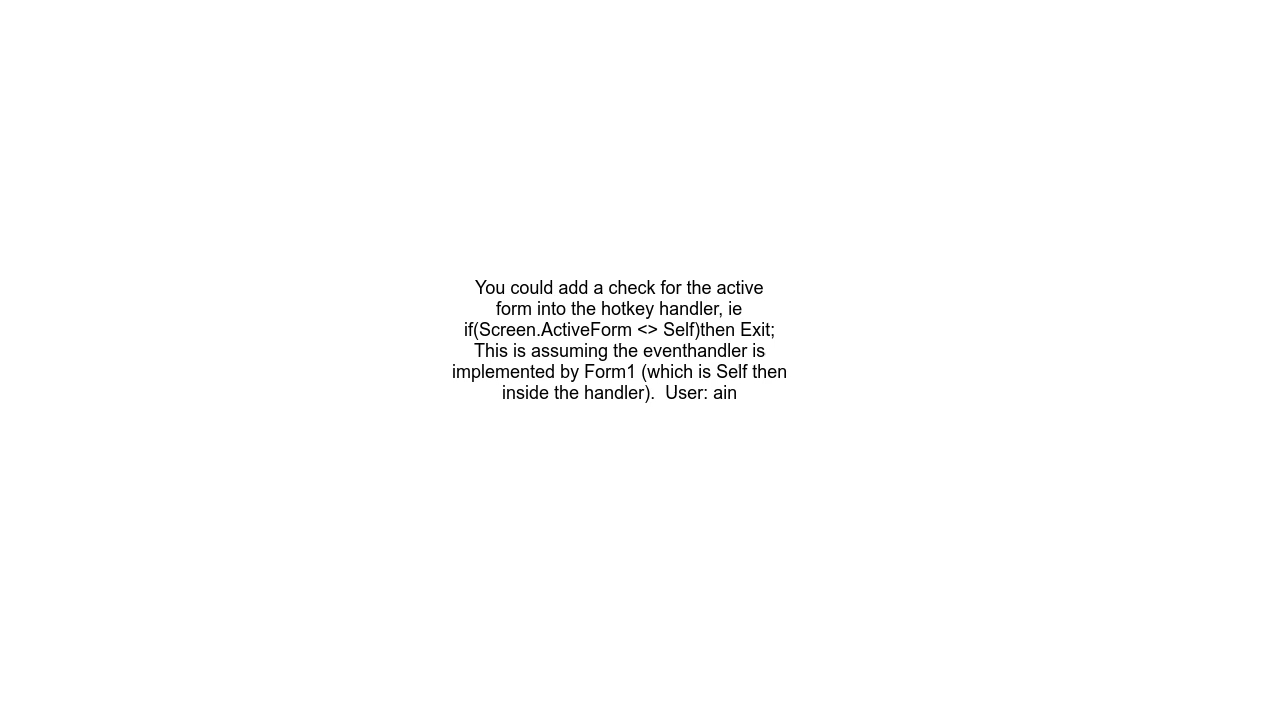 You could add a check for the active
form into the hotkey handler, ie
if(Screen.ActiveForm <> Self)then Exit;
This is assuming the eventhandler is
implemented by Form1 (which is Self then
inside the handler).  User: ain